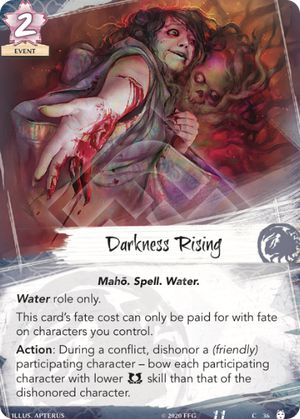 2
EVENT
Darkness Rising
Mahō. Spell. Water.
Water role only.
This card's fate cost can only be paid for with fate
on characters you control.
Action: During a conflict, dishonor a (friendly)
participating character – bow each participating
character with lower skill than that of the
dishonored character.
ILLUS. APTERUS © 2020 FFG 11 C 36